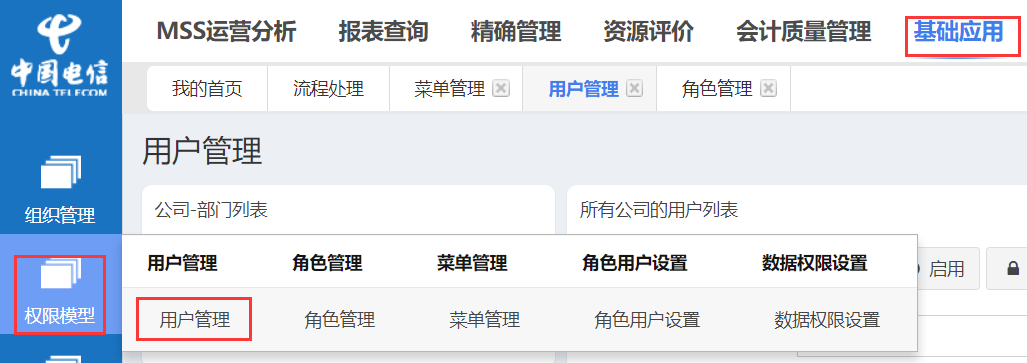 中国电信
CHINA TELECOM
MSS运营分析 报表查询 精确管理 资源评价 会计质量管理 基础应用
我的首页 流程处理 菜单管理 用户管理 角色管理
用户管理
组织管理
权限模型
公司-部门列表 所有公司的用户列表
用户管理 角色管理 菜单管理 角色用户设置 数据权限设置
用户管理 角色管理 菜单管理 角色用户设置 数据权限设置
启用